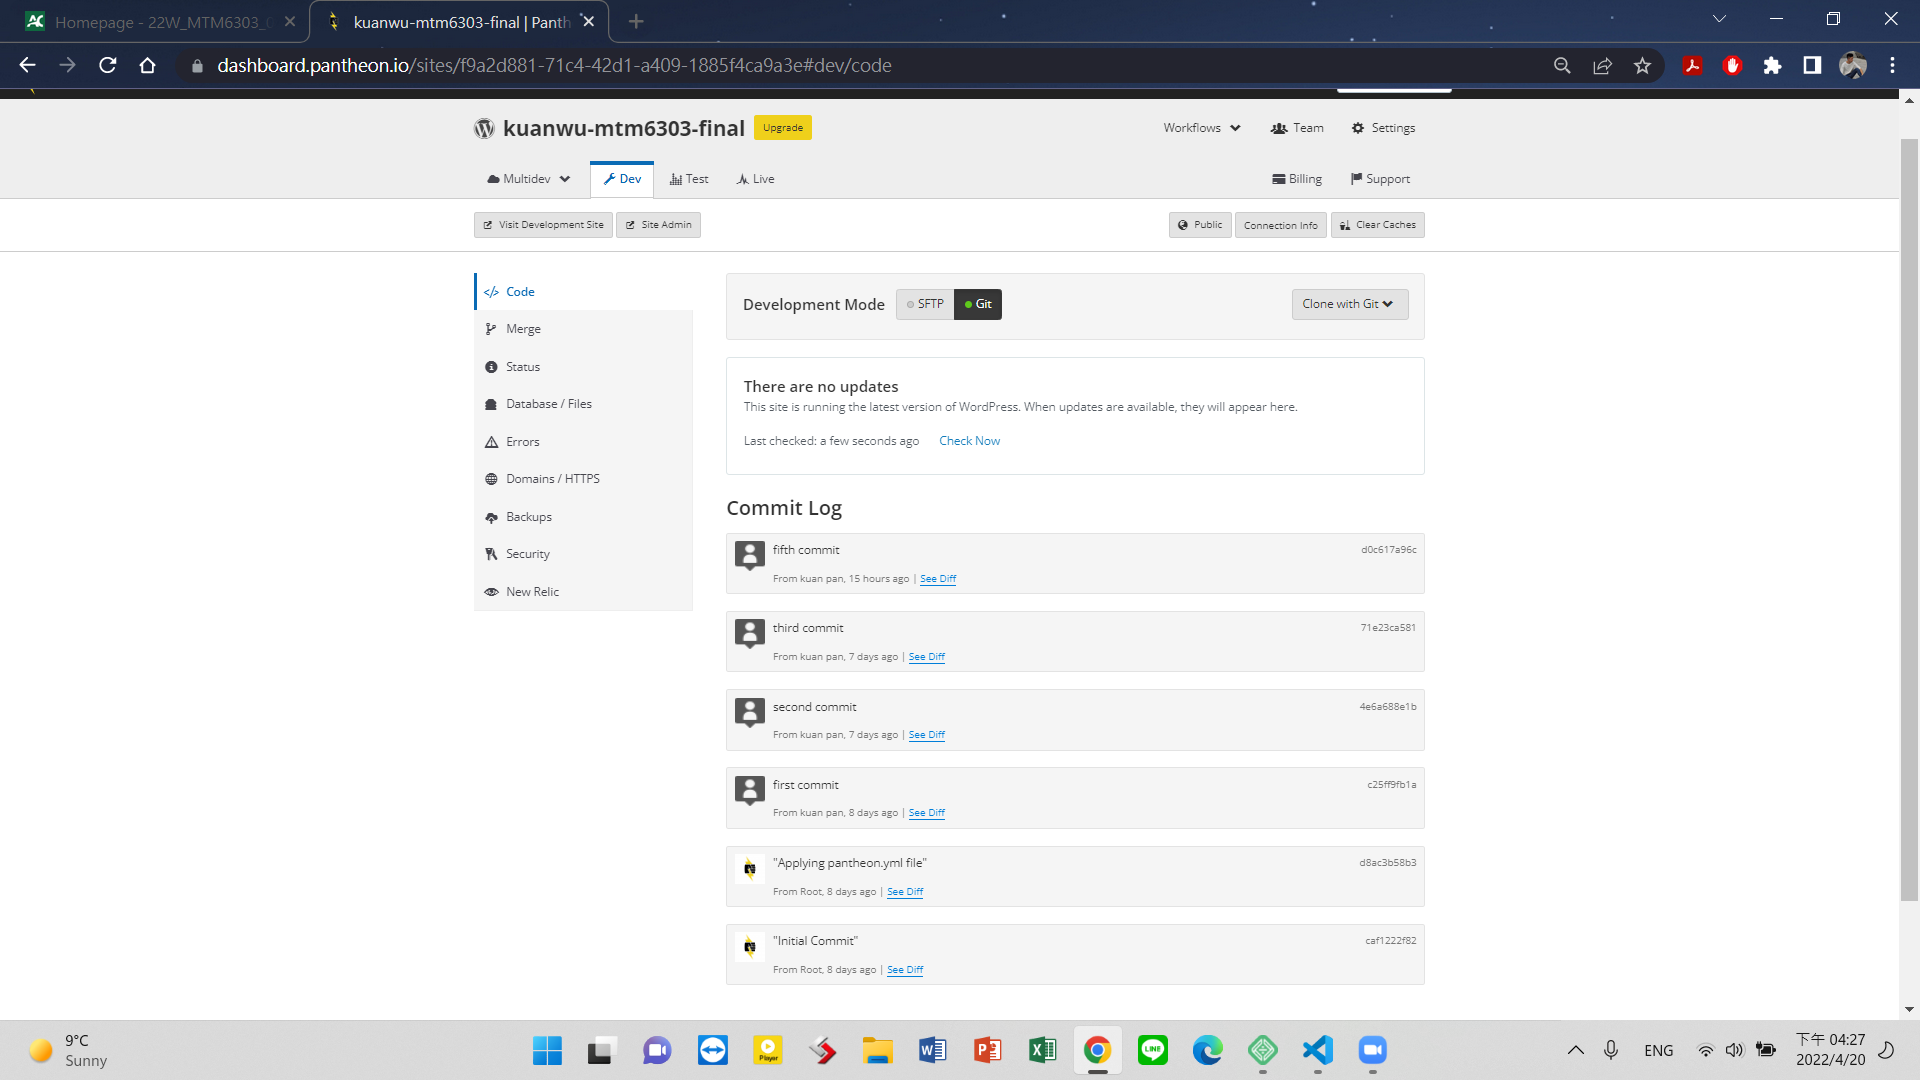 Homepage - 22W_MTM6303_
kuanwu-mtm6303-final | Panth
dashboard.pantheon.io/sites/f9a2d881-71c4-42d1-a409-1885f4ca9a3e#dev/code
kuanwu-mtm6303-final
Upgrade
Workflows
Team
Settings
Multidev
Dev
Test
Live
Billing
Support
Visit Development Site
Site Admin
Public
Connection Info
Clear Caches
Code
Merge
Status
Database / Files
Errors
Domains / HTTPS
Backups
Security
New Relic
Development Mode
SFTP
Git
Clone with Git
There are no updates
This site is running the latest version of WordPress. When updates are available, they will appear here.
Last checked: a few seconds ago
Check Now
Commit Log
fifth commit
d0c617a96c
From kuan pan, 15 hours ago | See Diff
third commit
71e23ca581
From kuan pan, 7 days ago | See Diff
second commit
4e6a688e1b
From kuan pan, 7 days ago | See Diff
first commit
c25ff9fb1a
From kuan pan, 8 days ago | See Diff
"Applying pantheon.yml file"
d8ac3b58b3
From Root, 8 days ago | See Diff
"Initial Commit"
caf1222f82
From Root, 8 days ago | See Diff
9°C
Sunny
Player
ENG
下午 04:27
2022/4/20